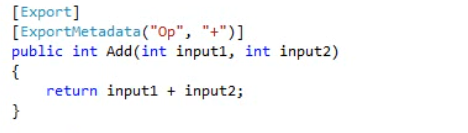 [Export]
[ExportMetadata("Op", "+")]
public int Add(int input1, int input2)
{
    return input1 + input2;
}